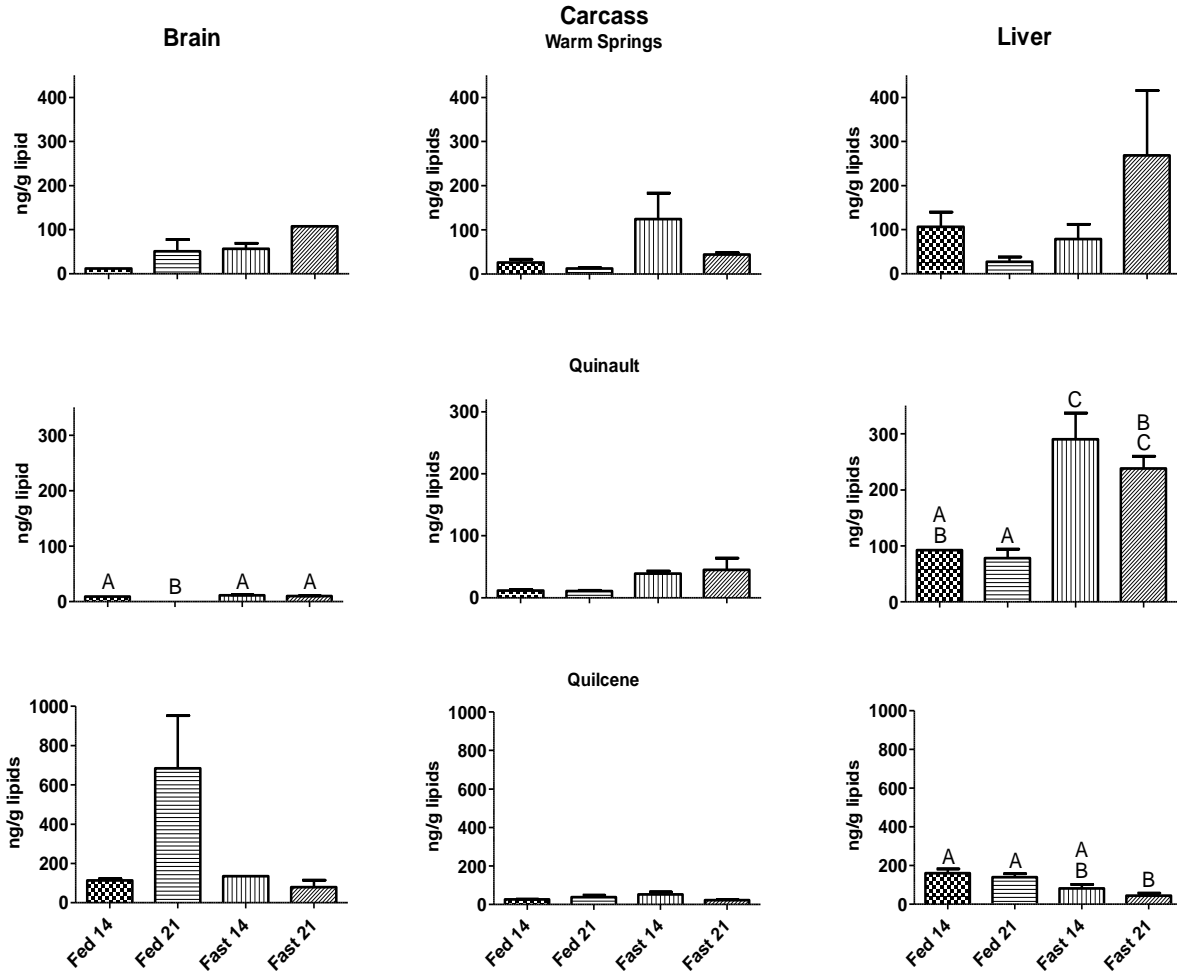 Brain
Carcass
Warm Springs
Liver
ng/g lipid
400
300
200
100
0
ng/g lipids
400
300
200
100
0
ng/g lipids
400
300
200
100
0
Quinault
ng/g lipid
300
200
100
0
A
B
A
A
ng/g lipids
300
200
100
0
ng/g lipids
300
200
100
0
A
B
A
C
B
C
Quilcene
ng/g lipids
1000
800
600
400
200
0
Fed 14
Fed 21
Fast 14
Fast 21
ng/g lipids
1000
800
600
400
200
0
Fed 14
Fed 21
Fast 14
Fast 21
ng/g lipids
1000
800
600
400
200
0
A
A
A
B
B
Fed 14
Fed 21
Fast 14
Fast 21